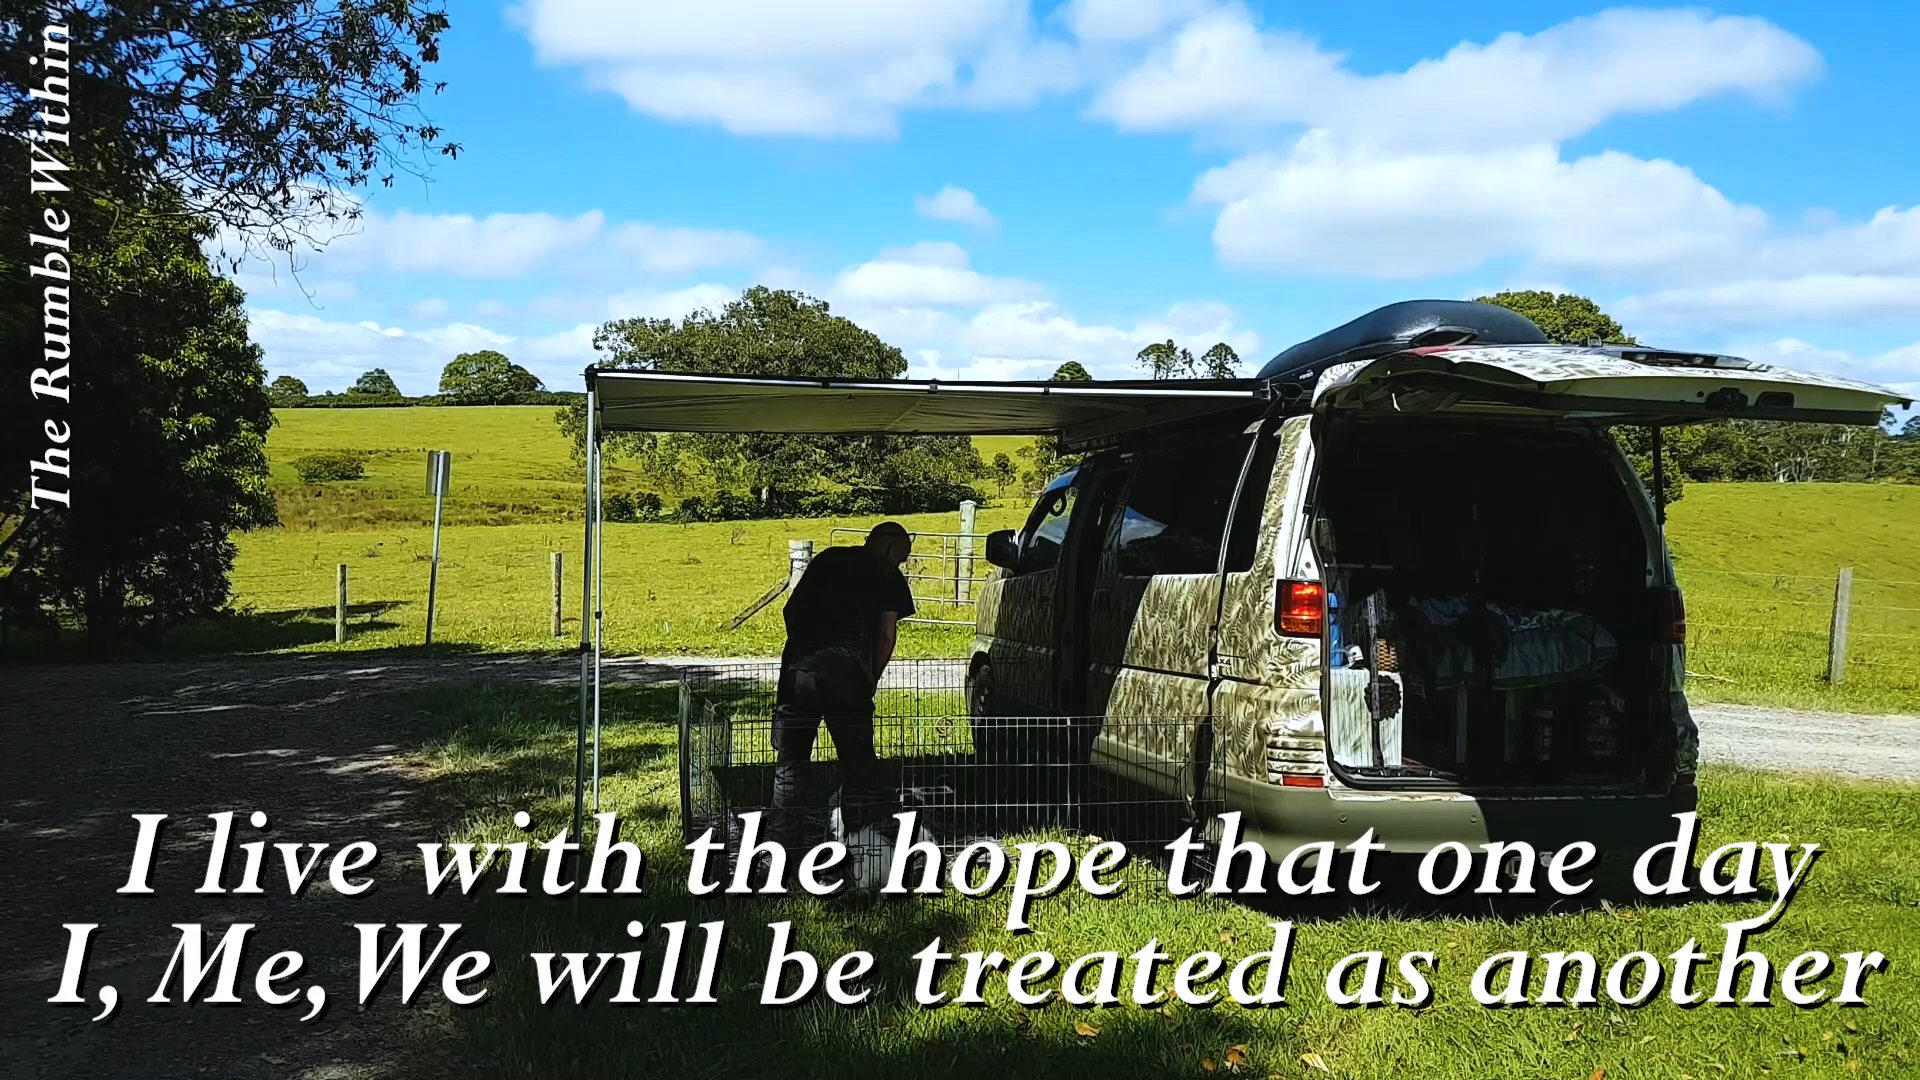 The Rumble Within
I live with the hope that one day
I, Me,We will be treated as another